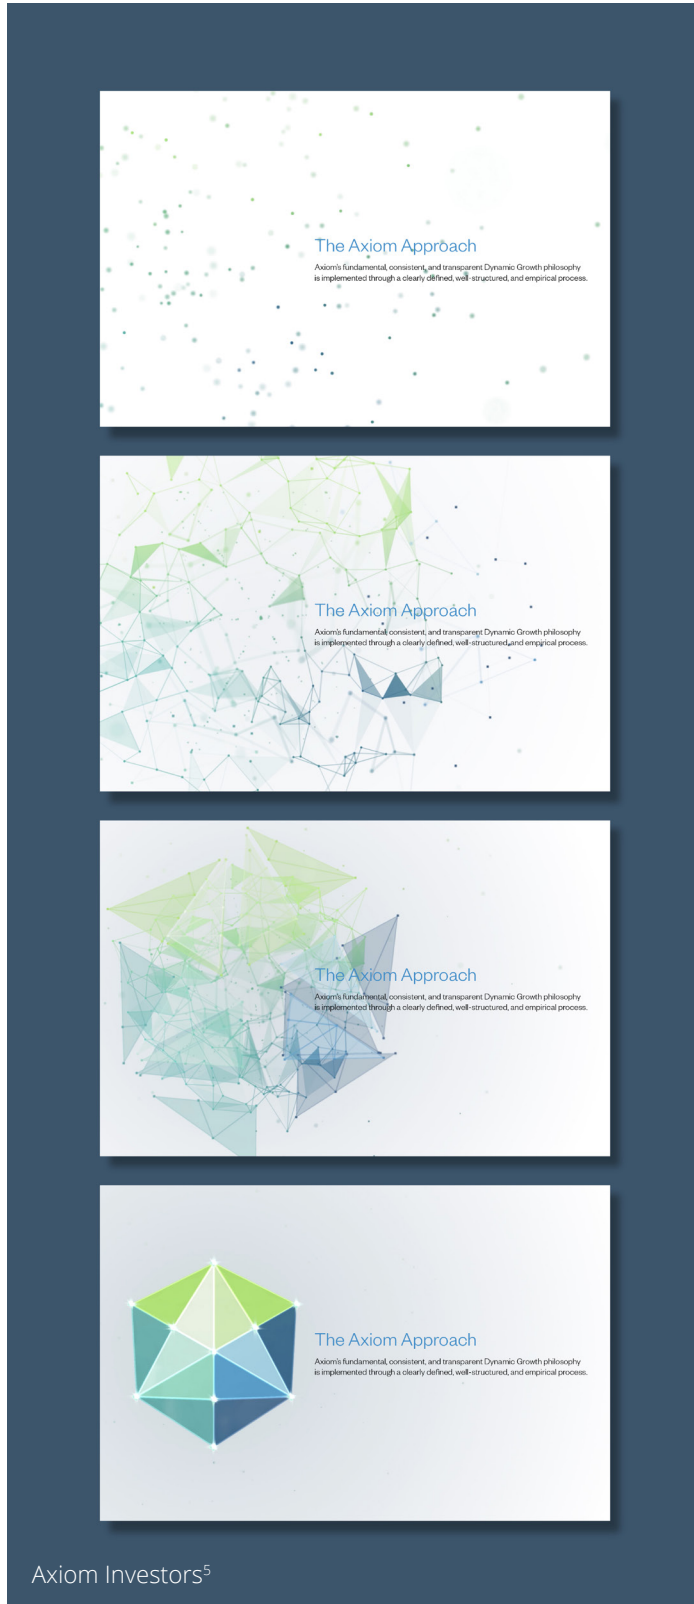 The Axiom Approach
Axiom's fundamental, consistent, and transparent Dynamic Growth philosophy
is implemented through a clearly defined, well-structured, and empirical process.
The Axiom Approach
Axiom's fundamental, consistent, and transparent Dynamic Growth philosophy
is implemented through a clearly defined, well-structured, and empirical process.
The Axiom Approach
Axiom's fundamental, consistent, and transparent Dynamic Growth philosophy
is implemented through a clearly defined, well-structured, and empirical process.
The Axiom Approach
Axiom's fundamental, consistent, and transparent Dynamic Growth philosophy
is implemented through a clearly defined, well-structured, and empirical process.
Axiom Investors⁵